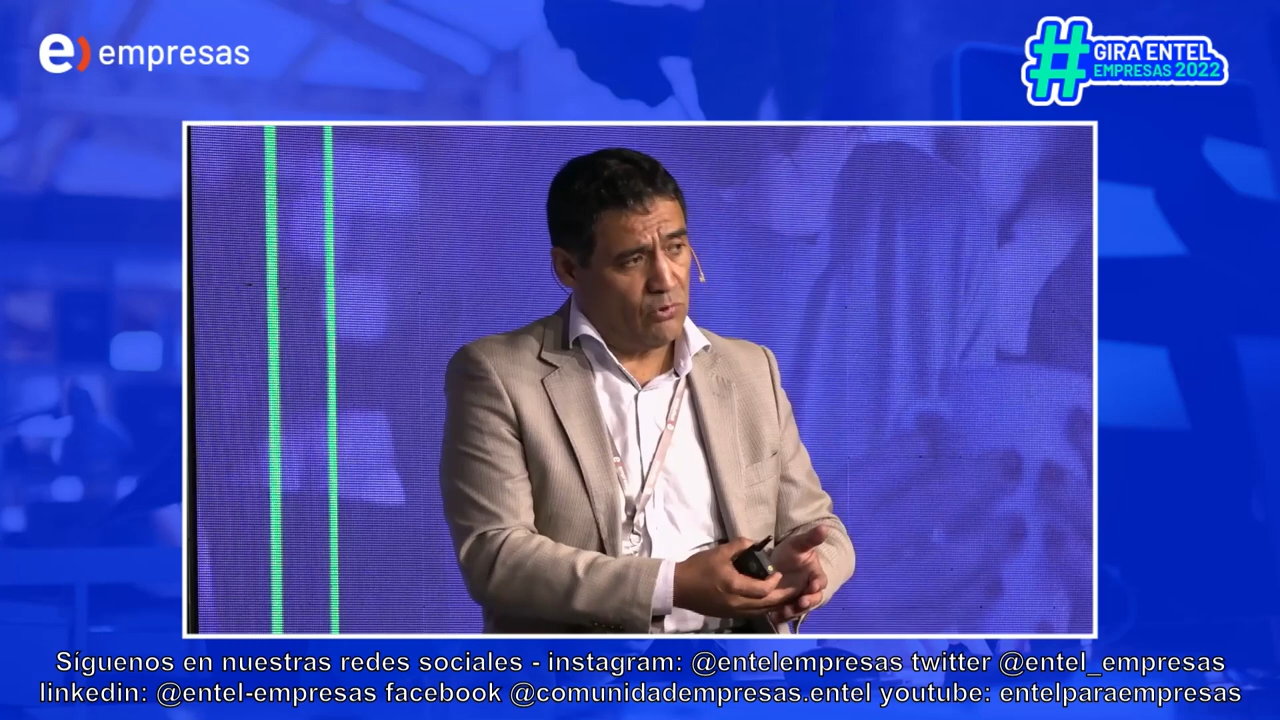 e) empresas
# GIRA ENTEL
EMPRESAS 2022
Síguenos en nuestras redes sociales - instagram: @entelempresas twitter @entel_empresas
linkedin: @entel-empresas facebook @comunidadempresas.entel youtube: entelparaempresas